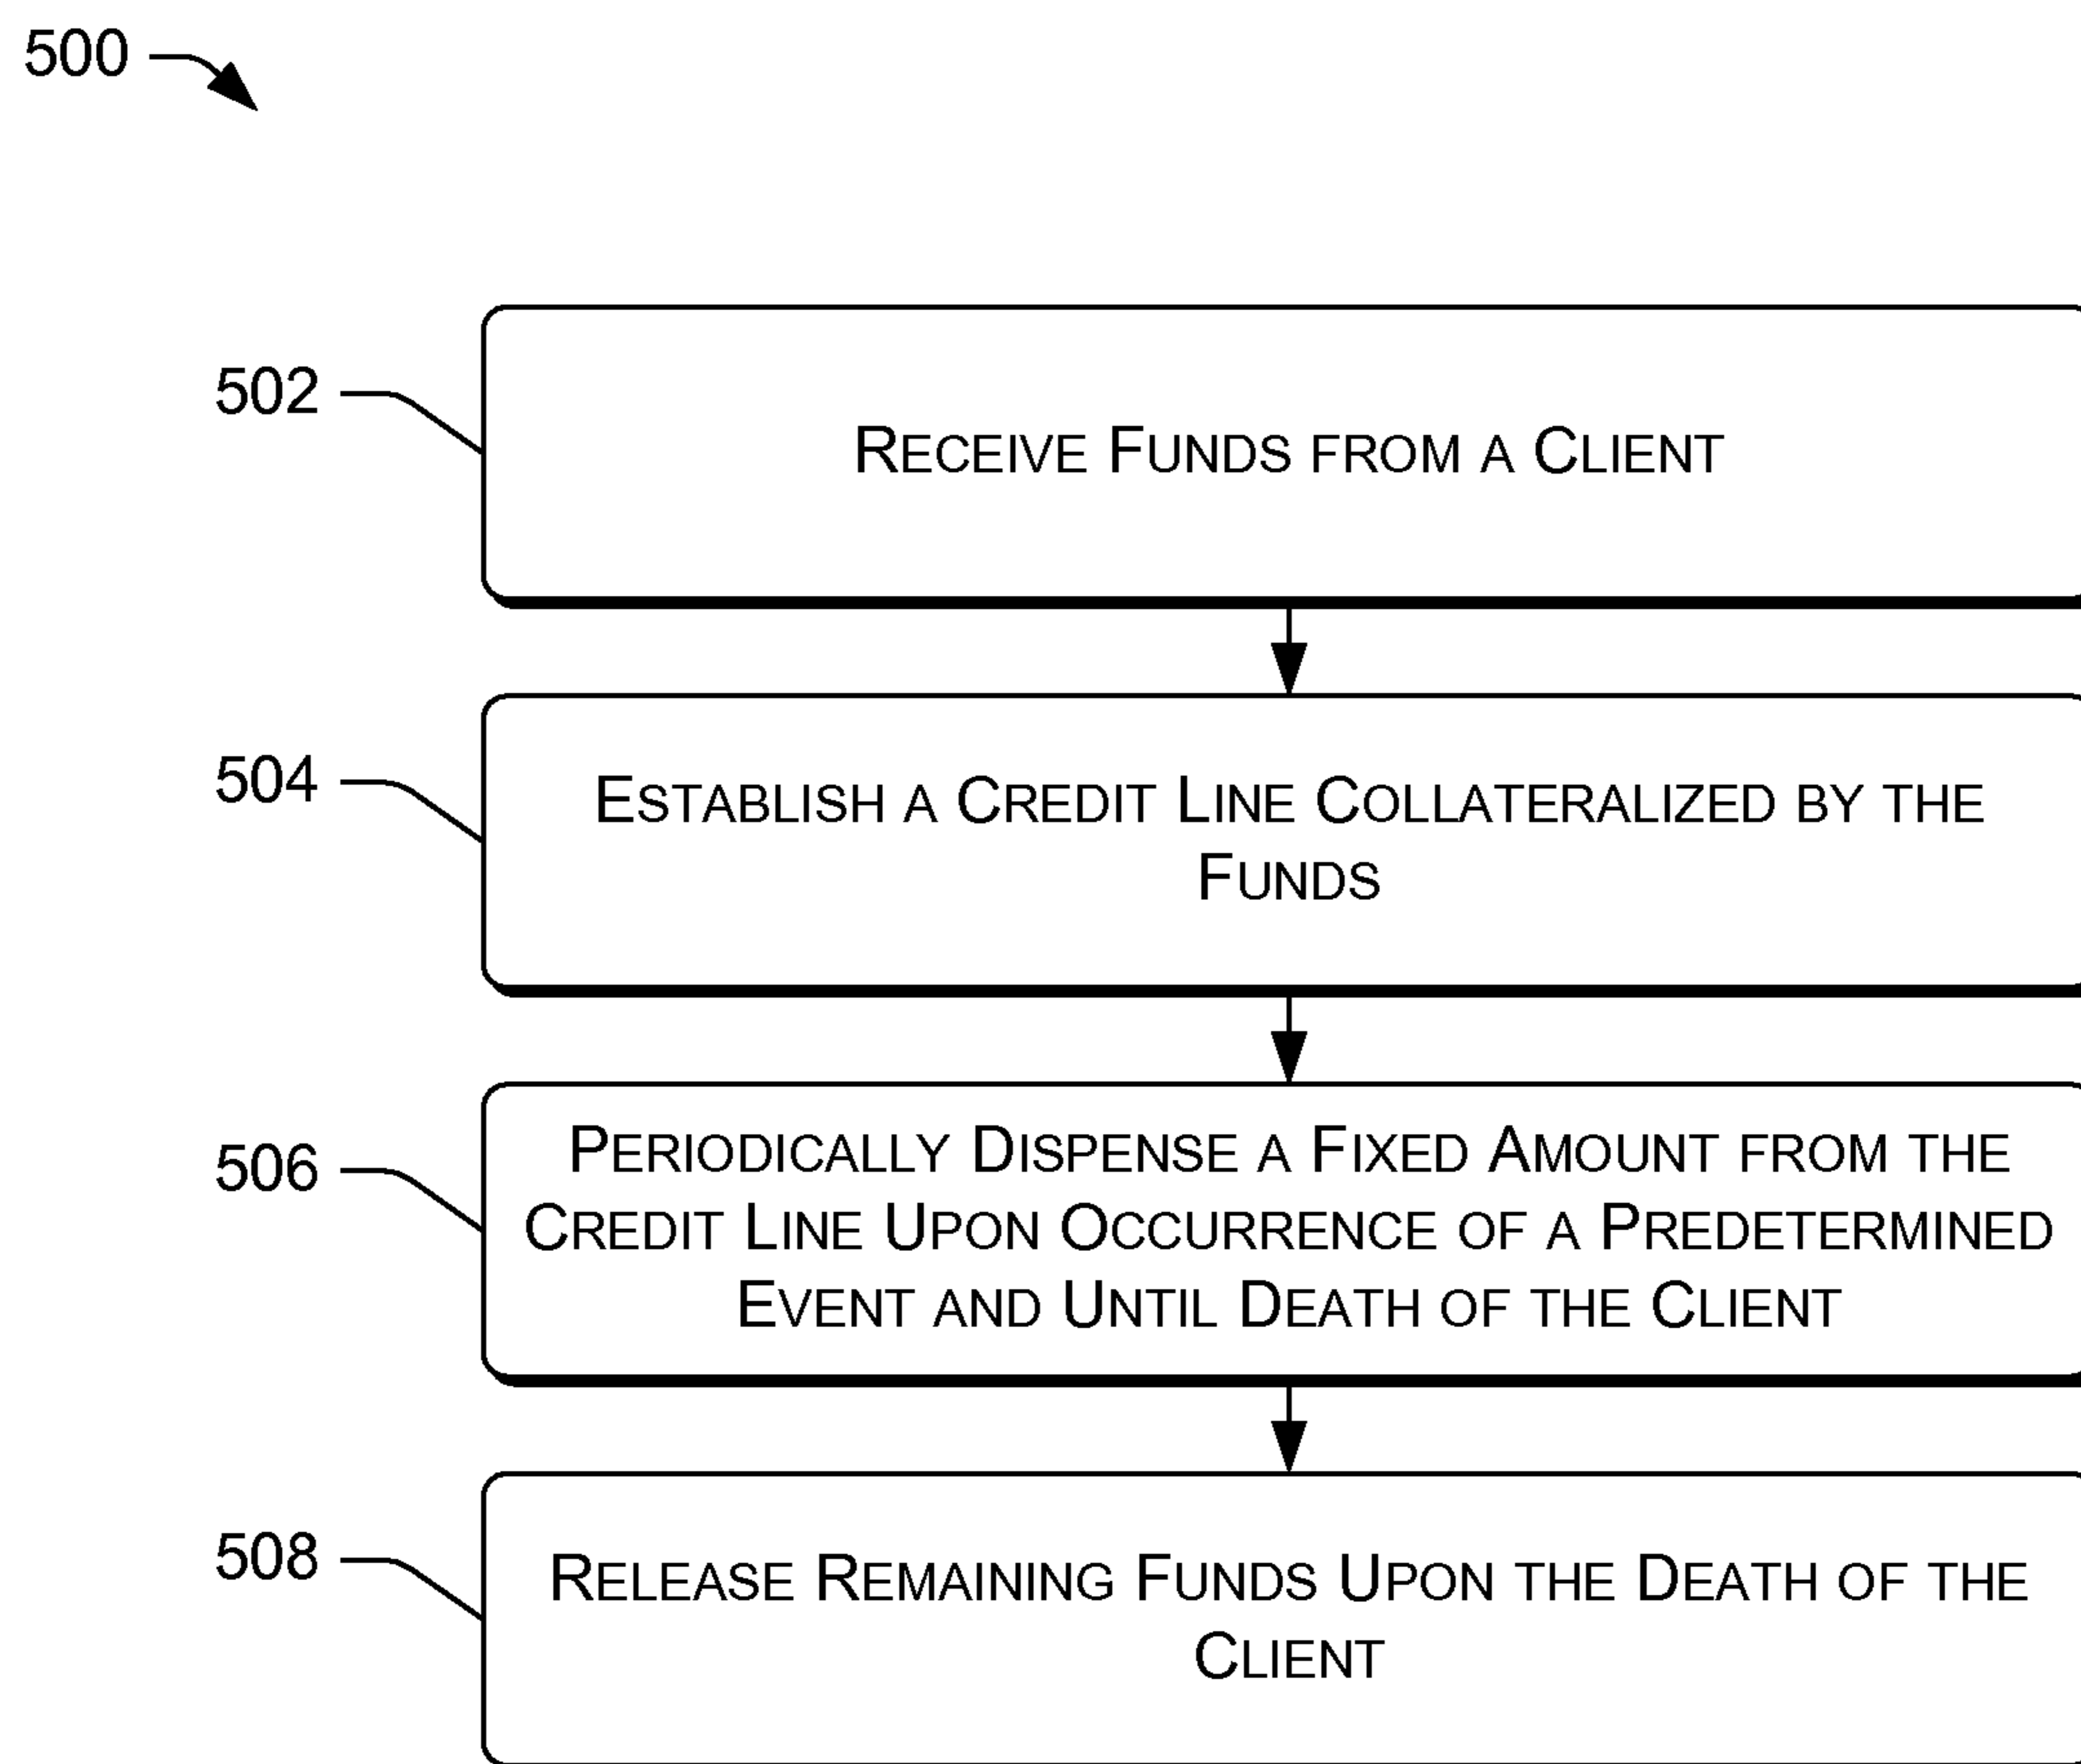 500
502
RECEIVE FUNDS FROM A CLIENT
504
ESTABLISH A CREDIT LINE COLLATERALIZED BY THE
FUNDS
506
PERIODICALLY DISPENSE A FIXED AMOUNT FROM THE
CREDIT LINE UPON OCCURRENCE OF A PREDETERMINED
EVENT AND UNTIL DEATH OF THE CLIENT
508
RELEASE REMAINING FUNDS UPON THE DEATH OF THE
CLIENT